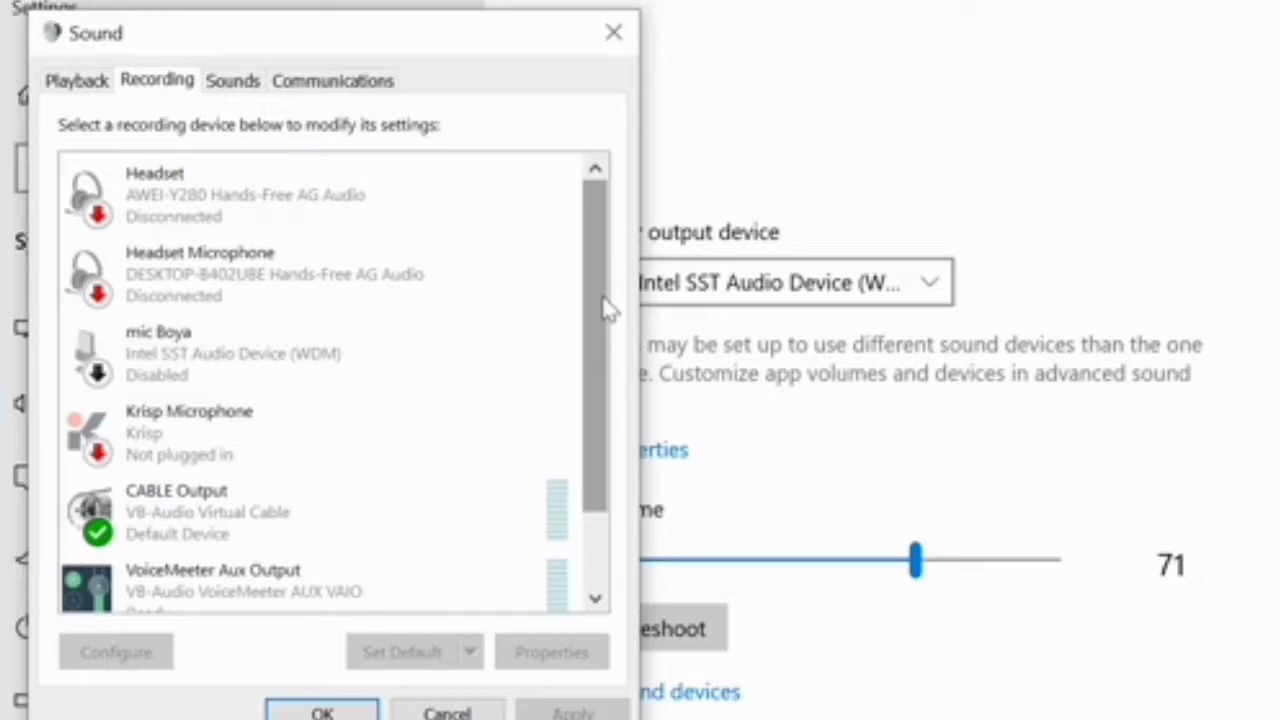 Settings
Sound
Playback
Recording
Sounds
Communications
Select a recording device below to modify its settings:
Headset
AWEI-Y280 Hands-Free AG Audio
Disconnected
Headset Microphone
DESKTOP-B402UBE Hands-Free AG Audio
Disconnected
mic Boya
Intel SST Audio Device (WDM)
Disabled
Krisp Microphone
Krisp
Not plugged in
CABLE Output
VB-Audio Virtual Cable
Default Device
VoiceMeeter Aux Output
VB-Audio VoiceMeeter AUX VAIO
Ready
Configure
Set Default
Properties
OK
Cancel
Apply
output device
Intel SST Audio Device (W...
may be set up to use different sound devices than the one
e. Customize app volumes and devices in advanced sound
erties
me
71
eshoot
nd devices